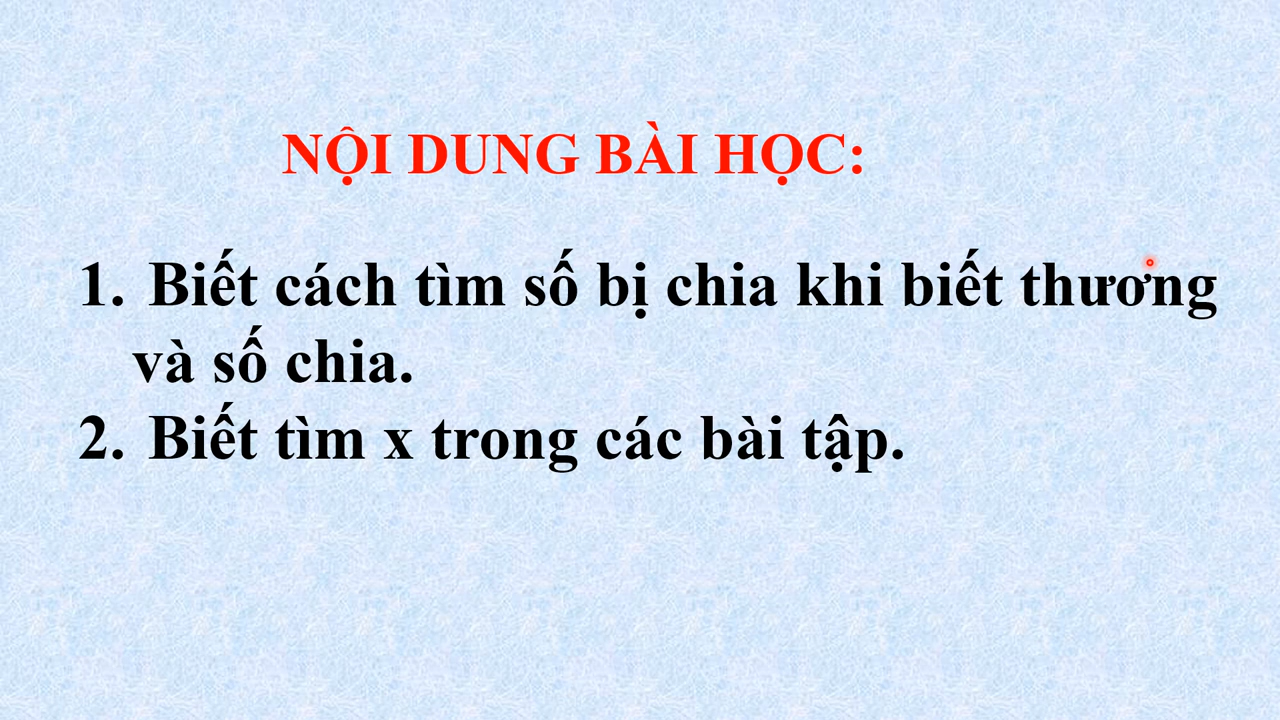 NỘI DUNG BÀI HỌC:
1. Biết cách tìm số bị chia khi biết thương
và số chia.
2. Biết tìm x trong các bài tập.